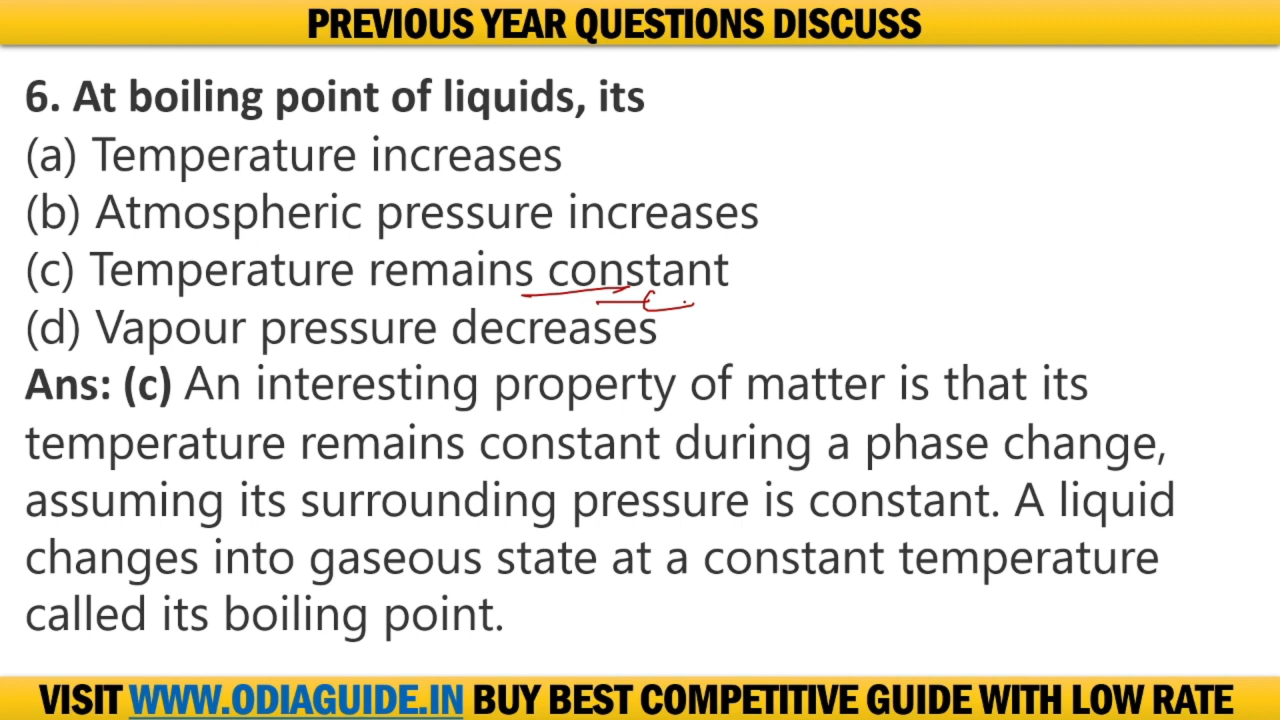 PREVIOUS YEAR QUESTIONS DISCUSS
6. At boiling point of liquids, its
(a) Temperature increases
(b) Atmospheric pressure increases
(c) Temperature remains constant
(d) Vapour pressure decreases
Ans: (c) An interesting property of matter is that its
temperature remains constant during a phase change,
assuming its surrounding pressure is constant. A liquid
changes into gaseous state at a constant temperature
called its boiling point.
VISIT WWW.ODIAGUIDE.IN BUY BEST COMPETITIVE GUIDE WITH LOW RATE